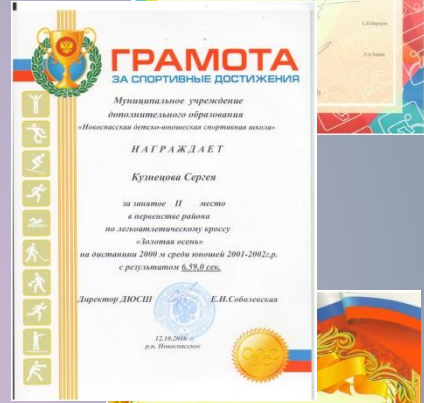 ГРАМОТА
ЗА СПОРТИВНЫЕ ДОСТИЖЕНИЯ
Муниципальное учреждение
дополнительного образования
«Новоспасская детско-юношеская спортивная школа»
НАГРАЖДАЕТ
Кузнецова Сергея
за занятое II место
в первенстве района
по легкоатлетическому кроссу
«Золотая осень»
на дистанции 2000 м среди юношей 2001-2002г.р.
с результатом 6.59,0 сек.
Директор ДЮСШ Е.И.Соболевская
12.10.2016 г.
р.п. Новоспасское